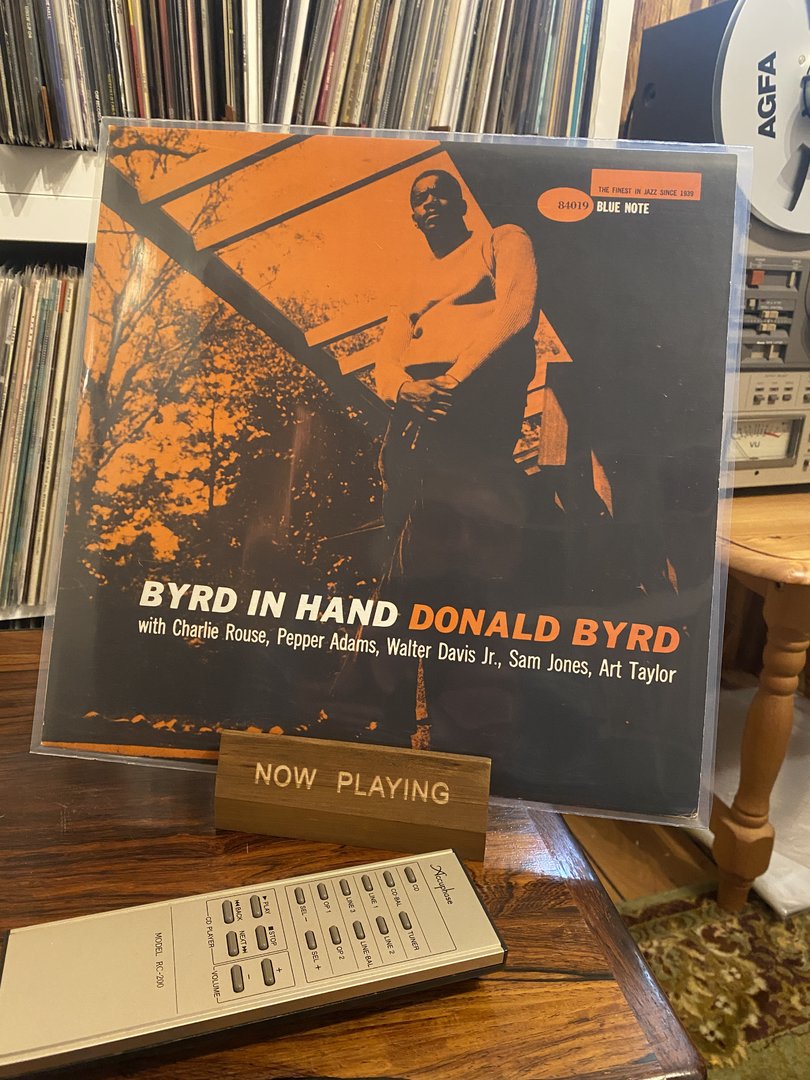 AGFA
THE FINEST IN JAZZ SINCE 1939
84019 BLUE NOTE
VU
BYRD IN HAND DONALD BYRD
with Charlie Rouse, Pepper Adams, Walter Davis Jr., Sam Jones, Art Taylor
NOW PLAYING
Accuphase
CD
CD-BAL
TUNER
LINE 1
LINE 2
LINE 3
LINE-BAL
OP 1
OP 2
SEL -
SEL +
▶PLAY
■STOP
⏮BACK
NEXT⏭
CD PLAYER
+
-
VOLUME
MODEL RC-200